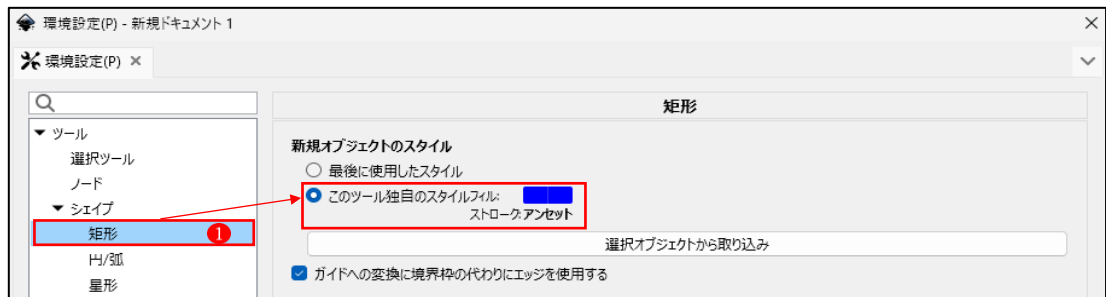 環境設定(P) - 新規ドキュメント 1
環境設定(P)
矩形
ツール
新規オブジェクトのスタイル
選択ツール
最後に使用したスタイル
ノード
このツール独自のスタイル フィル:
シェイプ
ストローク: アンセット
矩形 1
選択オブジェクトから取り込み
円/弧
ガイドへの変換に境界枠の代わりにエッジを使用する
星形